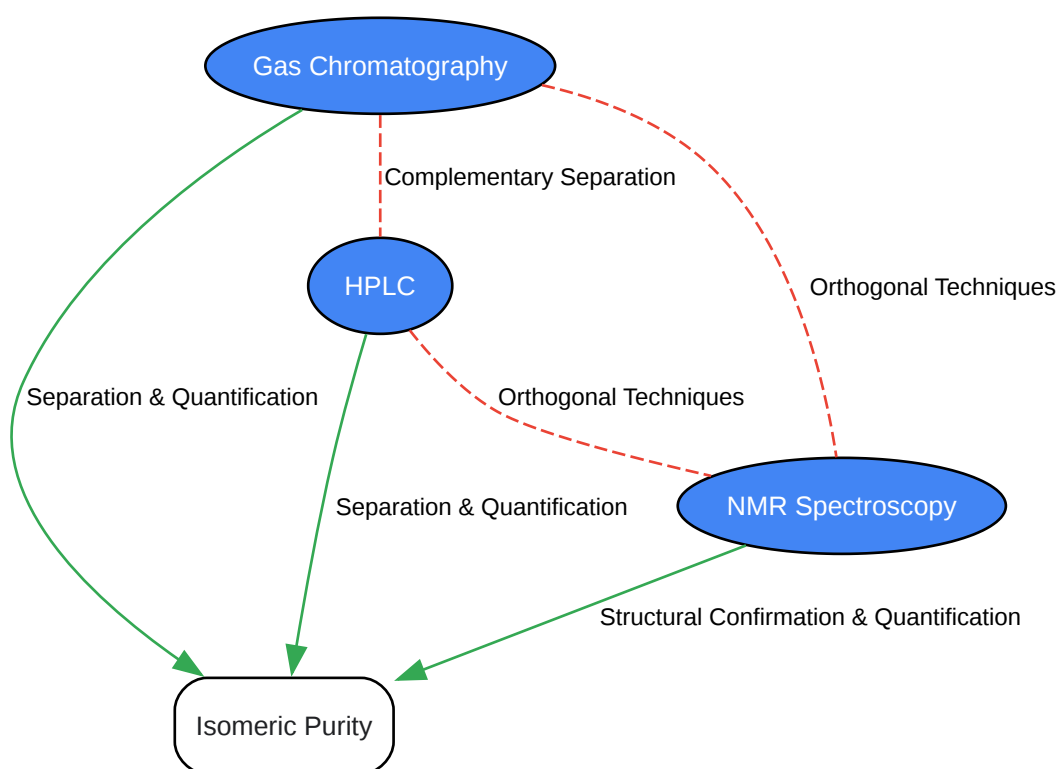 Gas Chromatography
Complementary Separation
HPLC
Orthogonal Techniques
Separation & Quantification
Orthogonal Techniques
Separation & Quantification
NMR Spectroscopy
Structural Confirmation & Quantification
Isomeric Purity